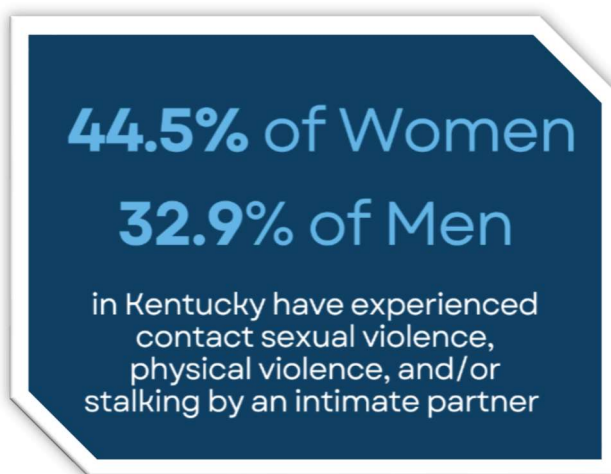 44.5% of Women
32.9% of Men
in Kentucky have experienced
contact sexual violence,
physical violence, and/or
stalking by an intimate partner